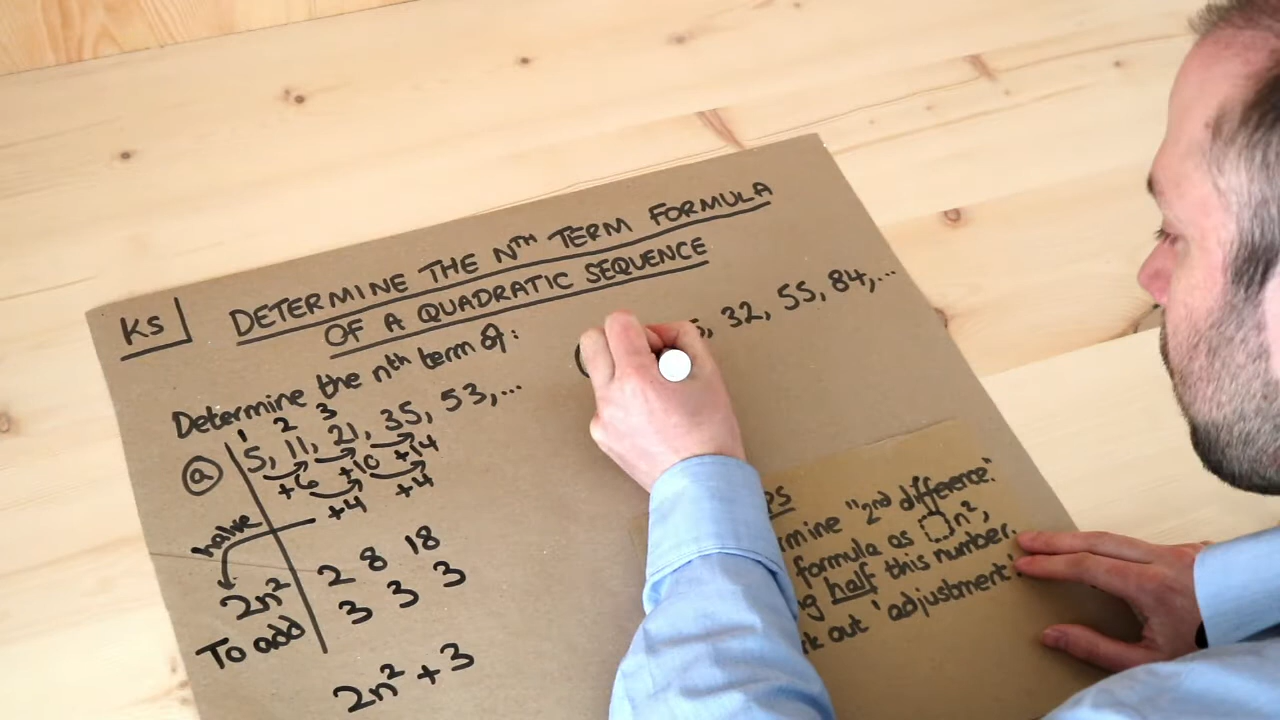 KS
DETERMINE THE NTH TERM FORMULA
OF A QUADRATIC SEQUENCE
Determine the nth term of:
1 2 3
a 5, 11, 21, 35, 53,...
+6 +10 +14
+4 +4
halve
2n² 2 8 18
To add 3 3 3
2n² + 3
32, 55, 84,...
"2nd difference."
formula as n²,
half this number.
out 'adjustment'.